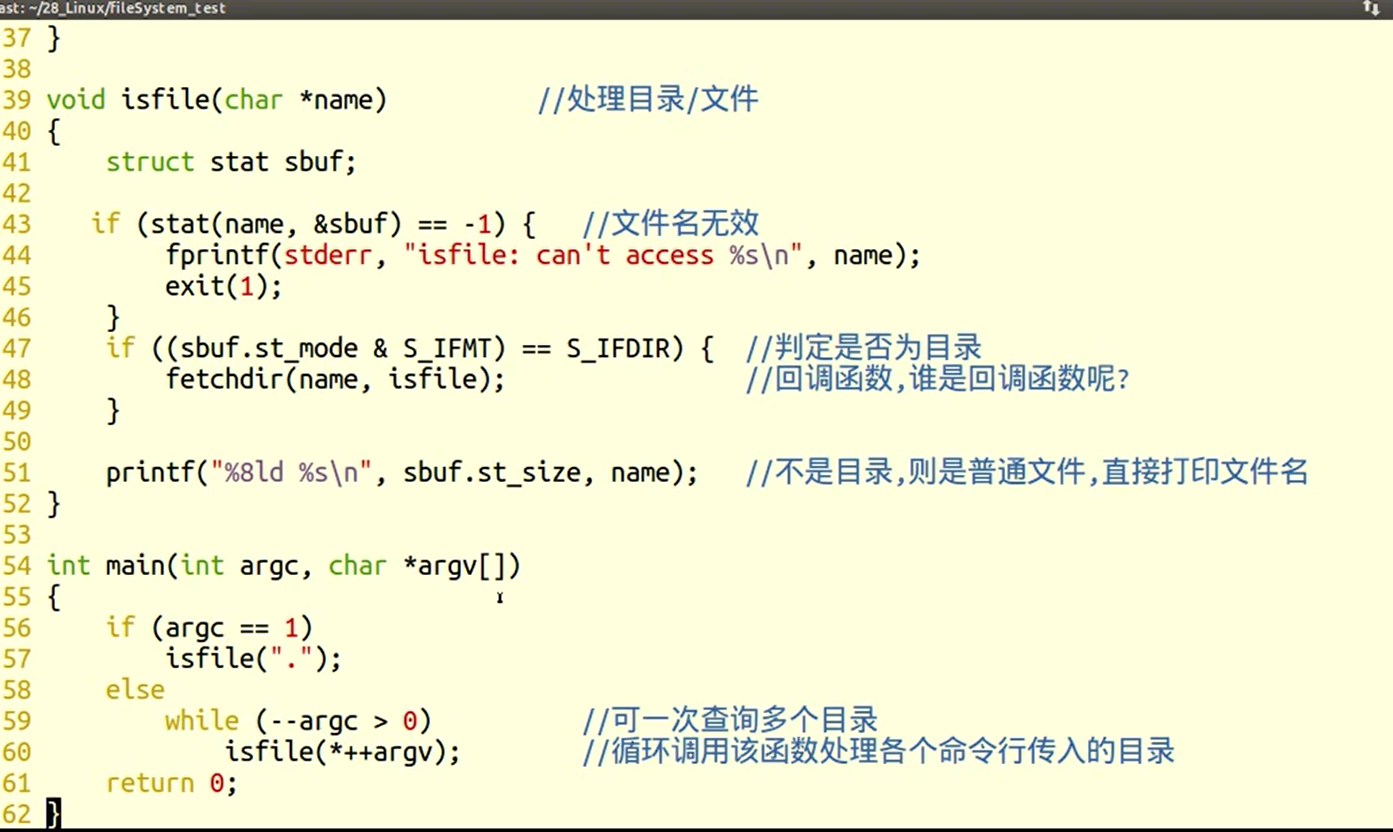 ast: ~/28_Linux/fileSystem_test
37 }
38
39 void isfile(char *name)          //处理目录/文件
40 {
41     struct stat sbuf;
42
43    if (stat(name, &sbuf) == -1) {   //文件名无效
44         fprintf(stderr, "isfile: can't access %s\n", name);
45         exit(1);
46     }
47     if ((sbuf.st_mode & S_IFMT) == S_IFDIR) {  //判定是否为目录
48         fetchdir(name, isfile);                //回调函数,谁是回调函数呢?
49     }
50
51     printf("%8ld %s\n", sbuf.st_size, name);   //不是目录,则是普通文件,直接打印文件名
52 }
53
54 int main(int argc, char *argv[])
55 {
56     if (argc == 1)
57         isfile(".");
58     else
59         while (--argc > 0)          //可一次查询多个目录
60             isfile(*++argv);        //循环调用该函数处理各个命令行传入的目录
61     return 0;
62 }